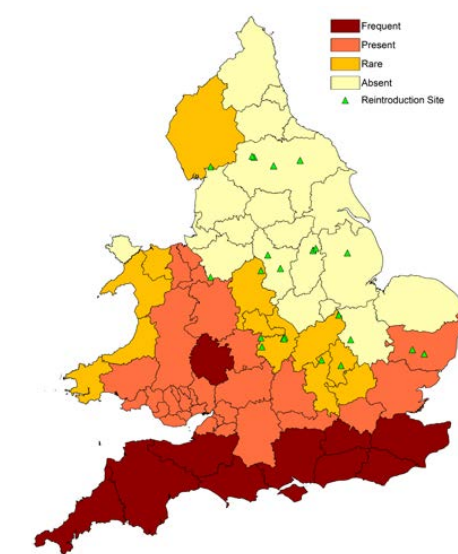 Frequent
Present
Rare
Absent
Reintroduction Site